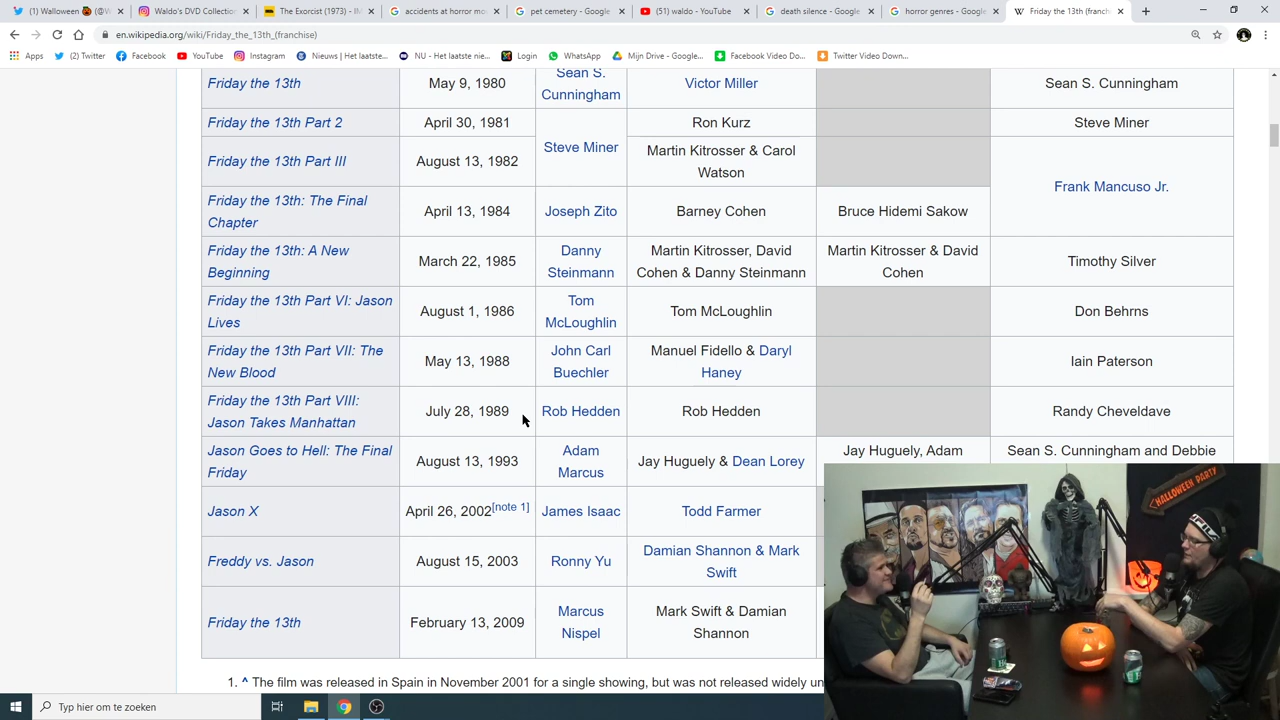 (1) Walloween 🎃 (@W
Waldo's DVD Collectio
The Exorcist (1973) - IM
accidents at horror mo
pet cemetery - Google
(51) waldo - YouTube
death silence - Google
horror genres - Google
Friday the 13th (franch
en.wikipedia.org/wiki/Friday_the_13th_(franchise)
Apps (2) Twitter Facebook YouTube Instagram Nieuws | Het laatste... NU - Het laatste nie... Login WhatsApp Mijn Drive - Google... Facebook Video Do... Twitter Video Down...
Friday the 13th May 9, 1980 Sean S. Cunningham Victor Miller Sean S. Cunningham
Friday the 13th Part 2 April 30, 1981 Steve Miner Ron Kurz Steve Miner
Friday the 13th Part III August 13, 1982 Martin Kitrosser & Carol Watson Frank Mancuso Jr.
Friday the 13th: The Final Chapter April 13, 1984 Joseph Zito Barney Cohen Bruce Hidemi Sakow
Friday the 13th: A New Beginning March 22, 1985 Danny Steinmann Martin Kitrosser, David Cohen & Danny Steinmann Martin Kitrosser & David Cohen Timothy Silver
Friday the 13th Part VI: Jason Lives August 1, 1986 Tom McLoughlin Tom McLoughlin Don Behrns
Friday the 13th Part VII: The New Blood May 13, 1988 John Carl Buechler Manuel Fidello & Daryl Haney Iain Paterson
Friday the 13th Part VIII: Jason Takes Manhattan July 28, 1989 Rob Hedden Rob Hedden Randy Cheveldave
Jason Goes to Hell: The Final Friday August 13, 1993 Adam Marcus Jay Huguely & Dean Lorey Jay Huguely, Adam Sean S. Cunningham and Debbie
Jason X April 26, 2002[note 1] James Isaac Todd Farmer
Freddy vs. Jason August 15, 2003 Ronny Yu Damian Shannon & Mark Swift
Friday the 13th February 13, 2009 Marcus Nispel Mark Swift & Damian Shannon
1. ^ The film was released in Spain in November 2001 for a single showing, but was not released widely un
HALLOWEEN PARTY
Typ hier om te zoeken